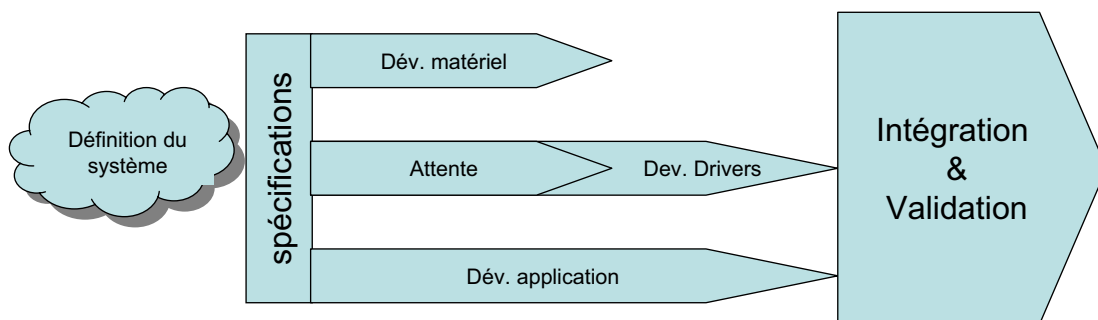 Définition du
système
spécifications
Dév. matériel
Attente
Dev. Drivers
Dév. application
Intégration
&
Validation